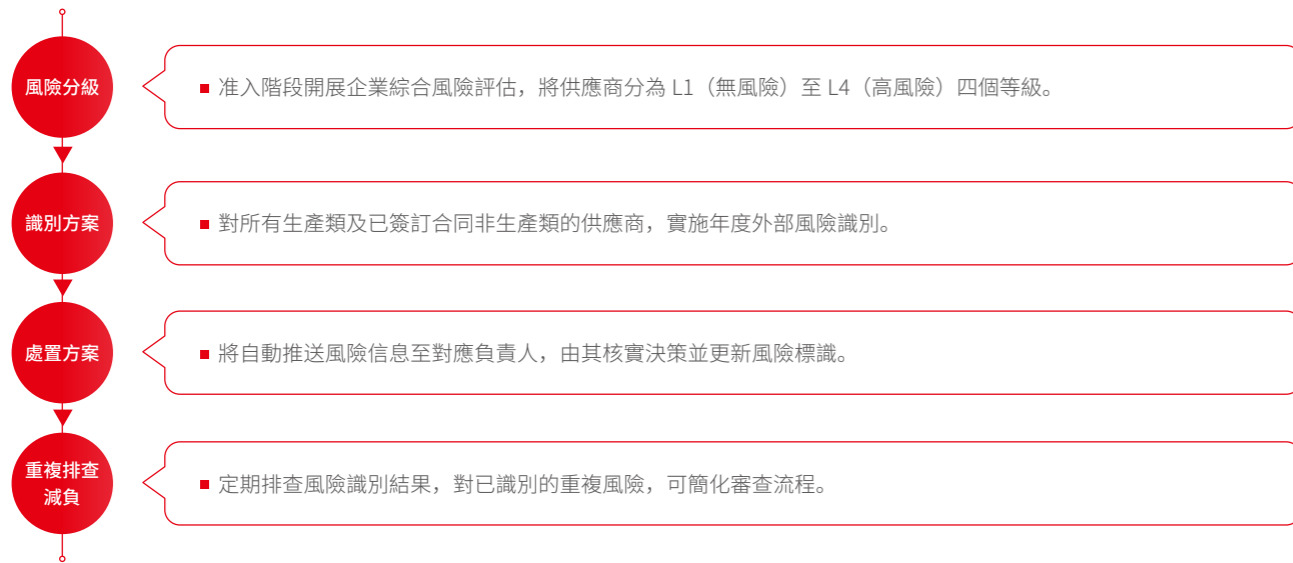 風險分級
准入階段開展企業綜合風險評估，將供應商分為 L1（無風險）至 L4（高風險）四個等級。
識別方案
對所有生產類及已簽訂合同非生產類的供應商，實施年度外部風險識別。
處置方案
將自動推送風險信息至對應負責人，由其核實決策並更新風險標識。
重複排查
減負
定期排查風險識別結果，對已識別的重複風險，可簡化審查流程。